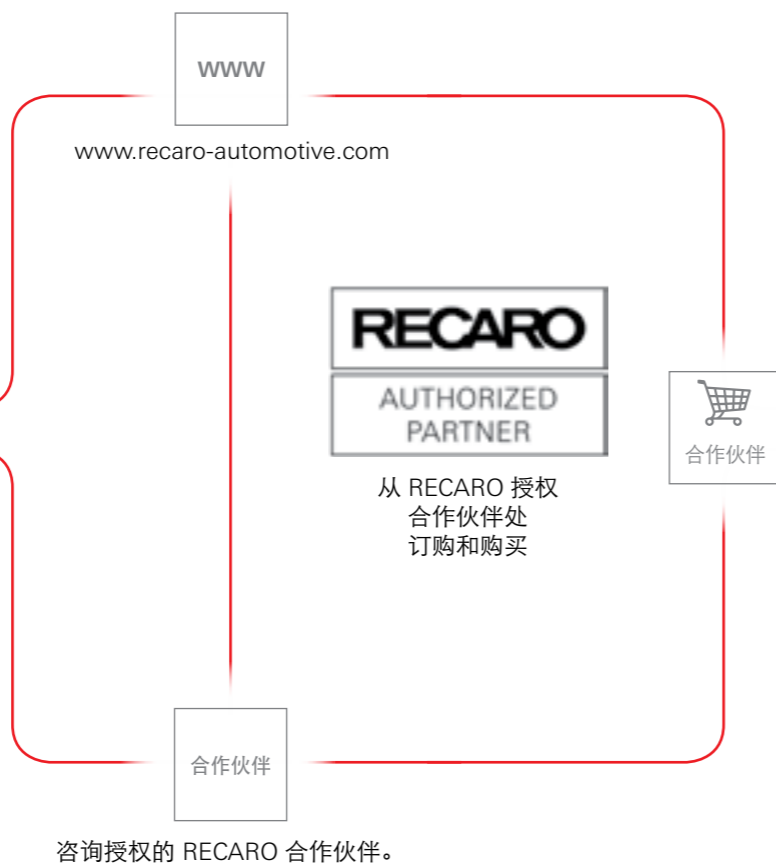 www
www.recaro-automotive.com
RECARO
AUTHORIZED
PARTNER
从 RECARO 授权
合作伙伴处
订购和购买
合作伙伴
合作伙伴
咨询授权的 RECARO 合作伙伴。